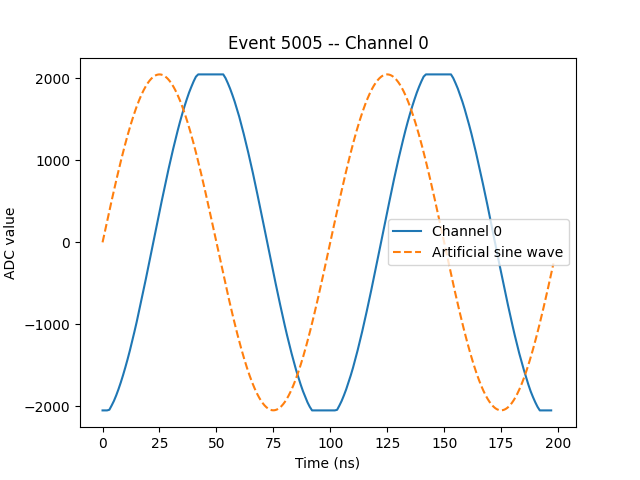 Event 5005 -- Channel 0
2000
1000
0
−1000
−2000
ADC value
Channel 0
Artificial sine wave
0 25 50 75 100 125 150 175 200
Time (ns)